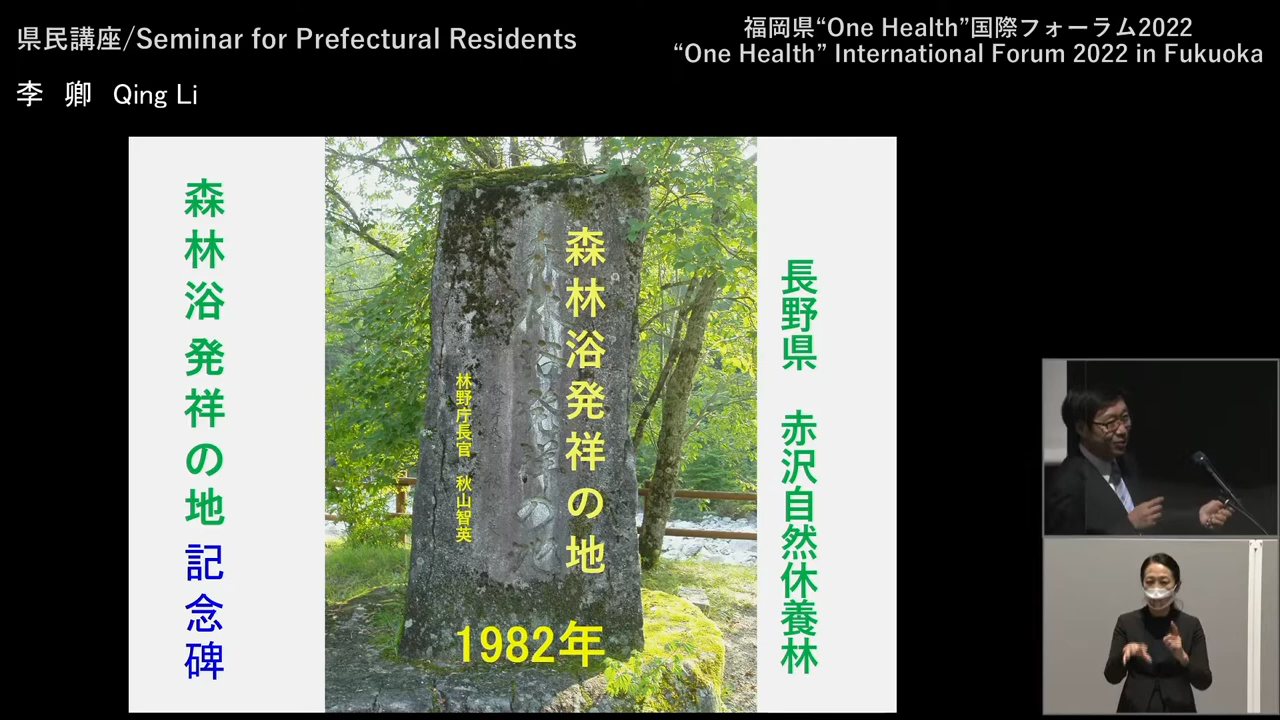 県民講座/Seminar for Prefectural Residents
福岡県“One Health”国際フォーラム2022
“One Health” International Forum 2022 in Fukuoka
李 卿 Qing Li
森林浴発祥の地記念碑
森林浴発祥の地
林野庁長官 秋山智英
1982年
長野県 赤沢自然休養林